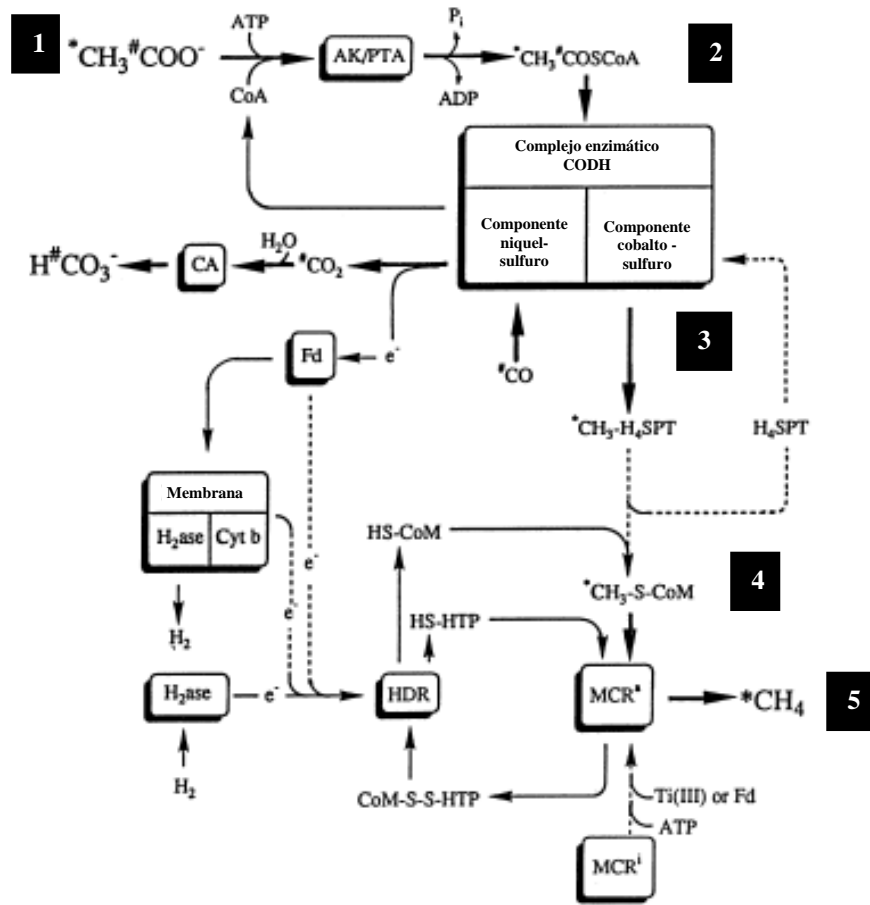 1
ATP
Pi
*CH3#COO-
AK/PTA
*CH3#COSCoA
2
CoA
ADP
Complejo enzimático
CODH
Componente
niquel-
sulfuro
Componente
cobalto -
sulfuro
H#CO3-
CA
H2O
#CO2
Fd
e-
#CO
3
*CH3-H4SPT
H4SPT
Membrana
H2ase
Cyt b
HS-CoM
e-
*CH3-S-CoM
4
e-
H2
HS-HTP
H2ase
e-
HDR
MCRa
*CH4
5
H2
CoM-S-S-HTP
Ti(III) or Fd
ATP
MCRi